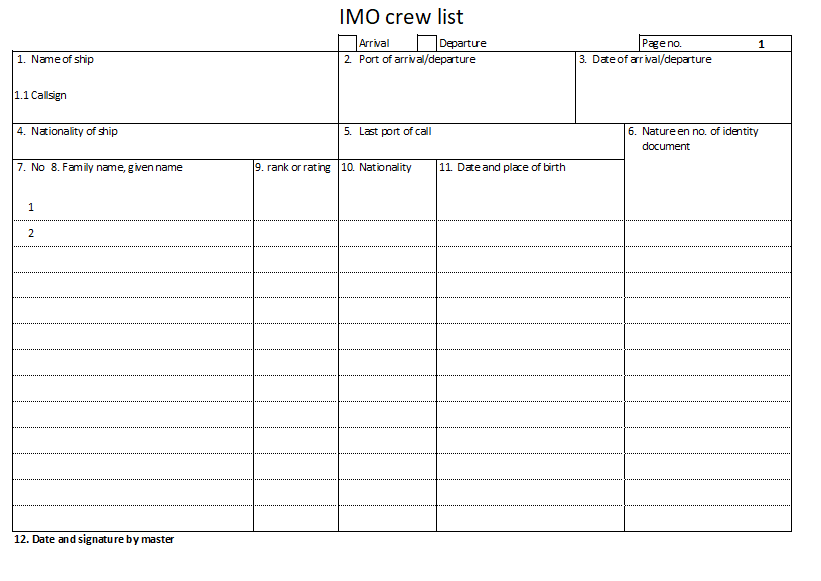 IMO crew list
Arrival Departure Page no. 1
1. Name of ship 2. Port of arrival/departure 3. Date of arrival/departure
1.1 Callsign
4. Nationality of ship 5. Last port of call 6. Nature en no. of identity
document
7. No 8. Family name, given name 9. rank or rating 10. Nationality 11. Date and place of birth
1
2
12. Date and signature by master